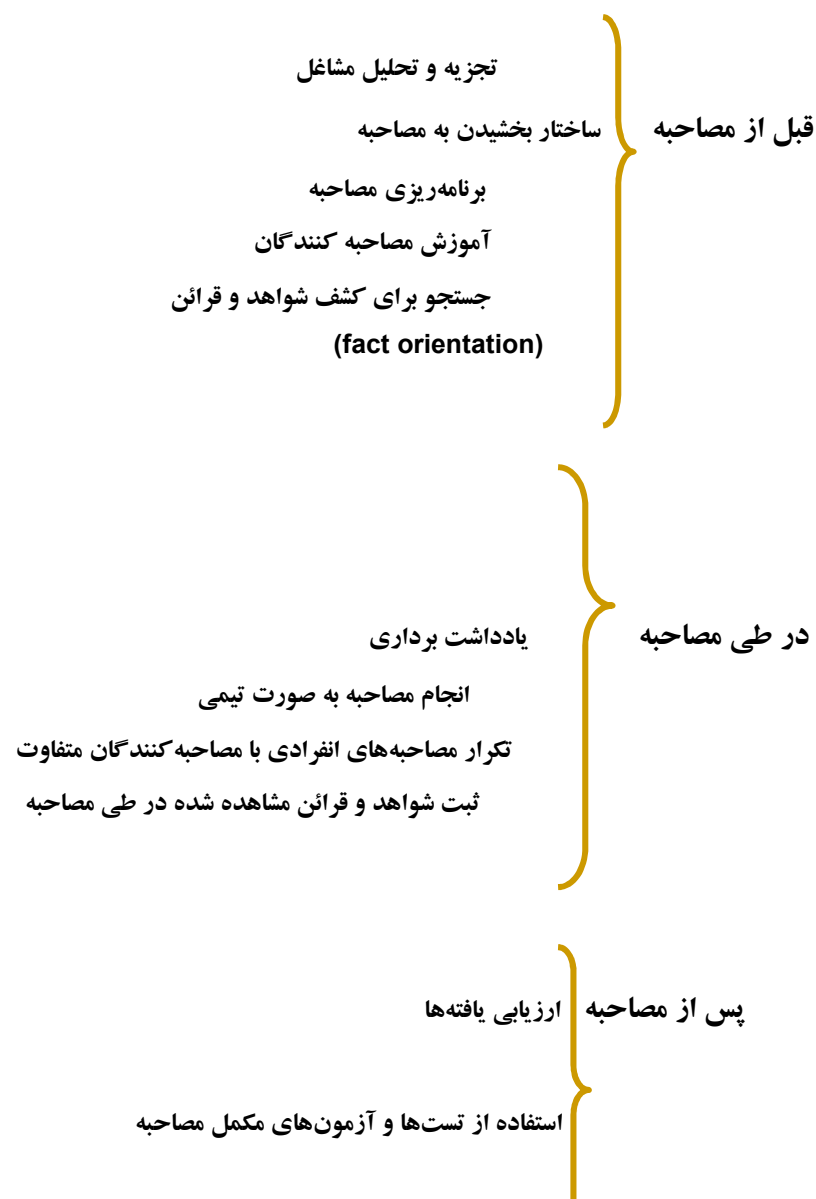 تجزیه و تحلیل مشاغل
قبل از مصاحبه
ساختار بخشیدن به مصاحبه
برنامه‌ریزی مصاحبه
آموزش مصاحبه کنندگان
جستجو برای کشف شواهد و قرائن
(fact orientation)
در طی مصاحبه
یادداشت برداری
انجام مصاحبه به صورت تیمی
تکرار مصاحبه‌های انفرادی با مصاحبه‌کنندگان متفاوت
ثبت شواهد و قرائن مشاهده شده در طی مصاحبه
پس از مصاحبه
ارزیابی یافته‌ها
استفاده از تست‌ها و آزمون‌های مکمل مصاحبه